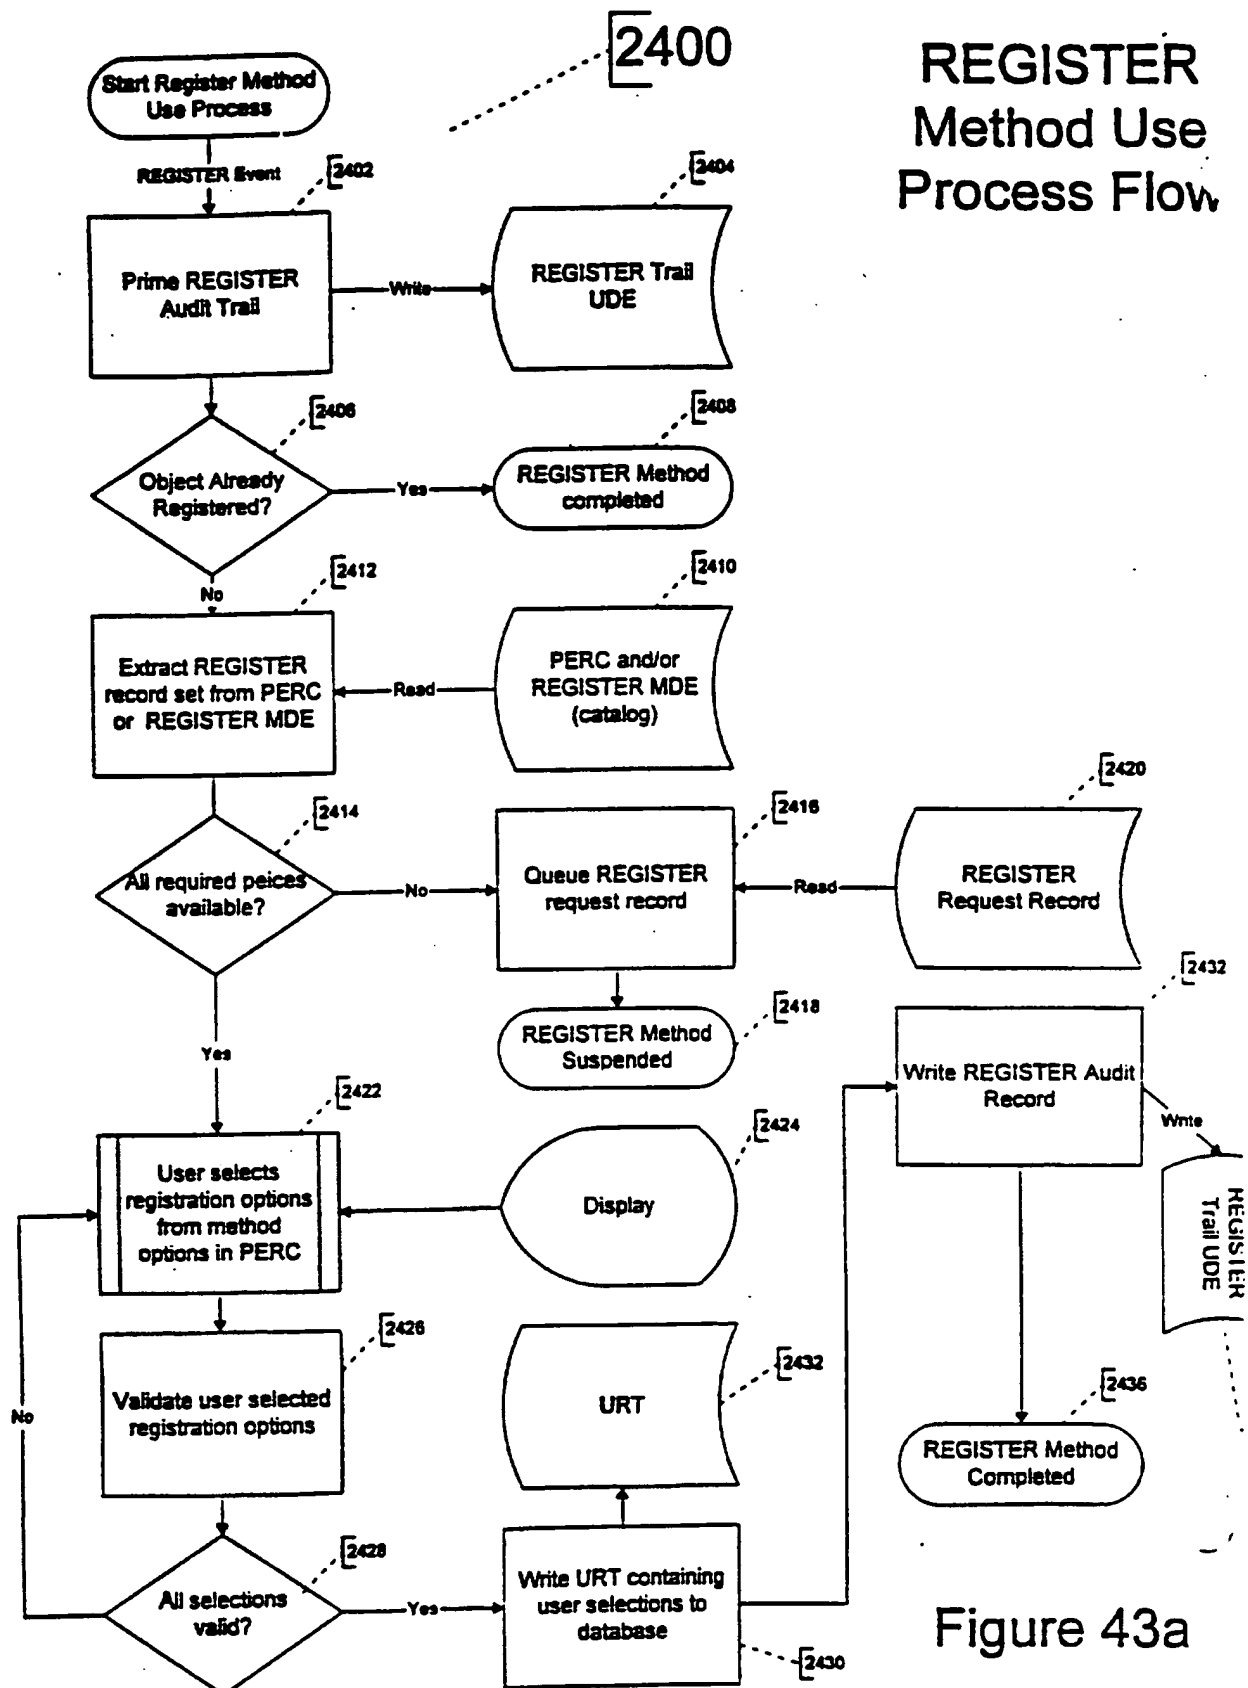 2400
REGISTER
Method Use
Process Flow
Start Register Method
Use Process
REGISTER Event
2402
Prime REGISTER
Audit Trail
Write
2404
REGISTER Trail
UDE
2406
Object Already
Registered?
Yes
2408
REGISTER Method
completed
No
2412
Extract REGISTER
record set from PERC
or REGISTER MDE
Read
2410
PERC and/or
REGISTER MDE
(catalog)
2414
All required peices
available?
No
2416
Queue REGISTER
request record
Read
2420
REGISTER
Request Record
2418
REGISTER Method
Suspended
Yes
2422
User selects
registration options
from method
options in PERC
2424
Display
2426
Validate user selected
registration options
No
2428
All selections
valid?
Yes
2432
URT
Write URT containing
user selections to
database
2430
2432
Write REGISTER Audit
Record
Write
REGISTER
Trail UDE
2436
REGISTER Method
Completed
Figure 43a